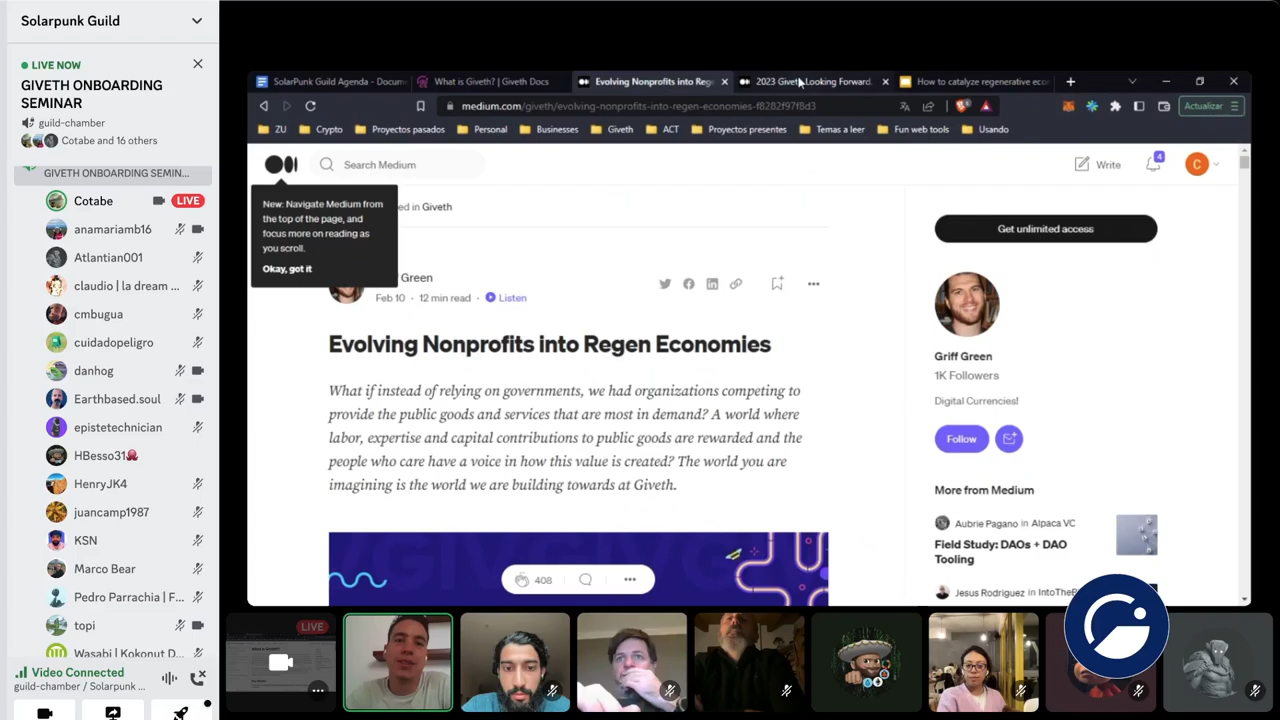 Solarpunk Guild
LIVE NOW
GIVETH ONBOARDING
SEMINAR
guild-chamber
Cotabe and 16 others
GIVETH ONBOARDING SEMIN...
Cotabe
LIVE
anamariamb16
Atlantian001
claudio | la dream ...
cmbugua
cuidadopeligro
danhog
Earthbased.soul
epistetechnician
HBesso31
HenryJK4
juancamp1987
KSN
Marco Bear
Pedro Parrachia | F...
topi
Wasabi | Kokonut D...
Video Connected
guild-chamber / Solarpunk ...
SolarPunk Guild Agenda - Docum
What is Giveth? | Giveth Docs
Evolving Nonprofits into Reg
2023 Giveth Looking Forward.
How to catalyze regenerative econ
medium.com/giveth/evolving-nonprofits-into-regen-economies-f8282f97f8d3
Actualizar
ZU
Crypto
Proyectos pasados
Personal
Businesses
Giveth
ACT
Proyectos presentes
Temas a leer
Fun web tools
Usando
Search Medium
Write
4
C
New: Navigate Medium from
the top of the page, and
focus more on reading as
you scroll.
Okay, got it
ed in Giveth
Green
Feb 10 · 12 min read · Listen
Evolving Nonprofits into Regen Economies
What if instead of relying on governments, we had organizations competing to
provide the public goods and services that are most in demand? A world where
labor, expertise and capital contributions to public goods are rewarded and the
people who care have a voice in how this value is created? The world you are
imagining is the world we are building towards at Giveth.
408
Get unlimited access
Griff Green
1K Followers
Digital Currencies!
Follow
More from Medium
Aubrie Pagano in Alpaca VC
Field Study: DAOs + DAO
Tooling
Jesus Rodriguez in IntoTheB
LIVE